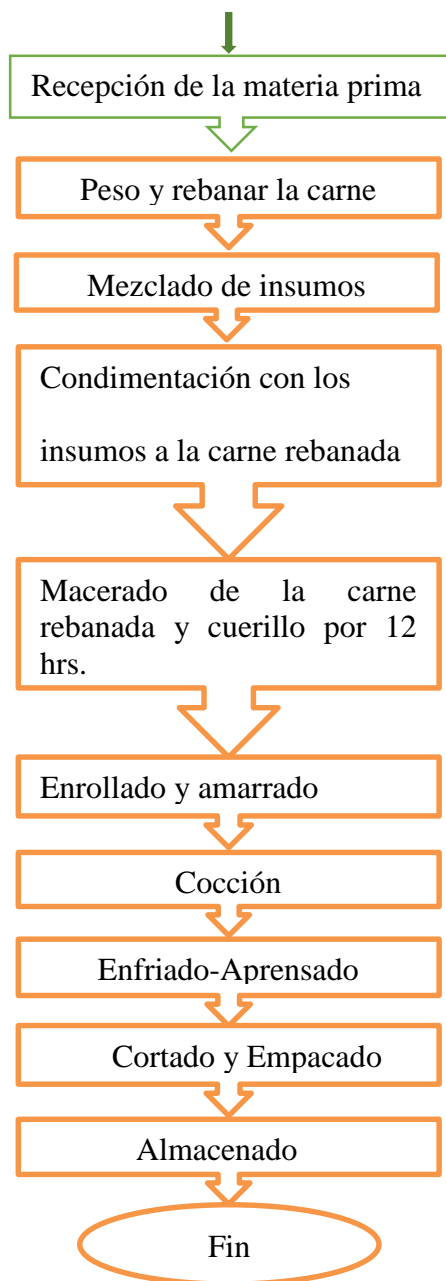 Recepción de la materia prima
Peso y rebanar la carne
Mezclado de insumos
Condimentación con los
insumos a la carne rebanada
Macerado de la carne
rebanada y cuerillo por 12
hrs.
Enrollado y amarrado
Cocción
Enfriado-Aprensado
Cortado y Empacado
Almacenado
Fin